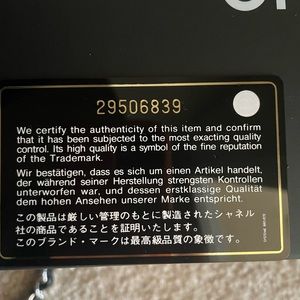 29506839
We certify the authenticity of this item and confirm
that it has been subjected to the most exacting quality
control. Its high quality is a symbol of the fine reputation
of the Trademark.
Wir bestätigen, dass es sich um einen Artikel handelt,
der während seiner Herstellung strengsten Kontrollen
unterworfen war, und dessen erstklassige Qualität
dem hohen Ansehen unserer Marke entspricht.
この製品は厳しい管理のもとに製造されたシャネル
社の商品であることを証明いたします。
このブランド・マークは最高級品質の象徴です。